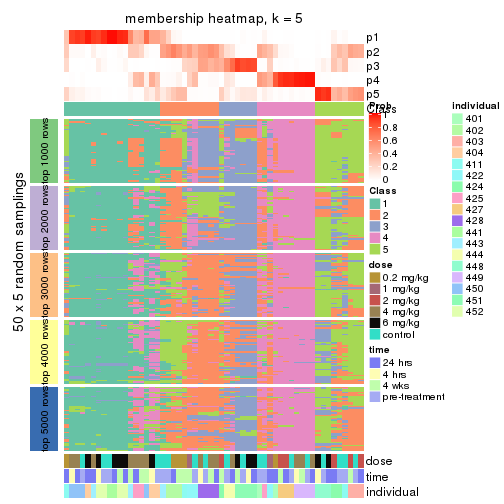 membership heatmap, k = 5
p1
p2
p3
p4
p5
Class
Prob
1
0.8
0.6
0.4
0.2
0
Class
1
2
3
4
5
dose
0.2 mg/kg
1 mg/kg
2 mg/kg
4 mg/kg
6 mg/kg
control
time
24 hrs
4 hrs
4 wks
pre-treatment
individual
401
402
403
404
411
422
424
425
427
428
441
443
444
448
449
450
451
452
50 x 5 random samplings
top 1000 rows
top 2000 rows
top 3000 rows
top 4000 rows
top 5000 rows
dose
time
individual